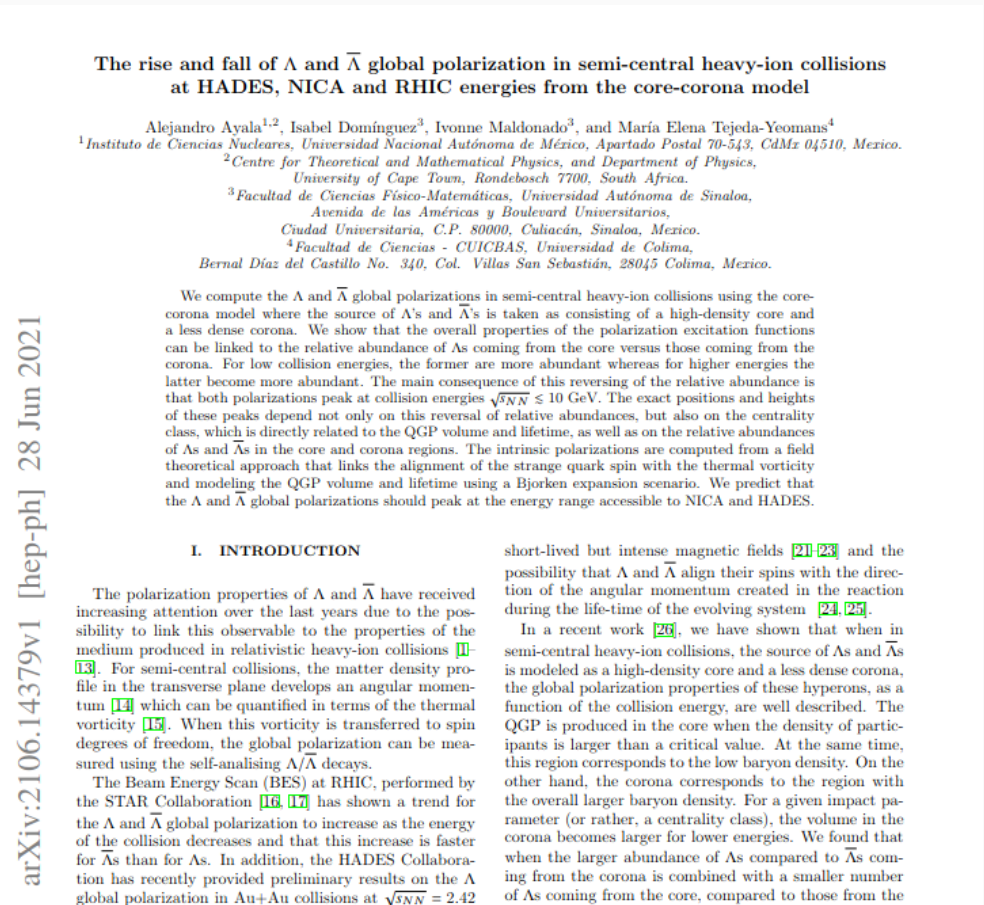 The rise and fall of Λ and Λ̅ global polarization in semi-central heavy-ion collisions
at HADES, NICA and RHIC energies from the core-corona model
Alejandro Ayala1,2, Isabel Domínguez3, Ivonne Maldonado3, and María Elena Tejeda-Yeomans4
1Instituto de Ciencias Nucleares, Universidad Nacional Autónoma de México, Apartado Postal 70-543, CdMx 04510, Mexico.
2Centre for Theoretical and Mathematical Physics, and Department of Physics,
University of Cape Town, Rondebosch 7700, South Africa.
3Facultad de Ciencias Físico-Matemáticas, Universidad Autónoma de Sinaloa,
Avenida de las Américas y Boulevard Universitarios,
Ciudad Universitaria, C.P. 80000, Culiacán, Sinaloa, Mexico.
4Facultad de Ciencias - CUICBAS, Universidad de Colima,
Bernal Díaz del Castillo No. 340, Col. Villas San Sebastián, 28045 Colima, Mexico.
We compute the Λ and Λ̅ global polarizations in semi-central heavy-ion collisions using the core-
corona model where the source of Λ's and Λ̅'s is taken as consisting of a high-density core and
a less dense corona. We show that the overall properties of the polarization excitation functions
can be linked to the relative abundance of Λs coming from the core versus those coming from the
corona. For low collision energies, the former are more abundant whereas for higher energies the
latter become more abundant. The main consequence of this reversing of the relative abundance is
that both polarizations peak at collision energies √sNN ≲ 10 GeV. The exact positions and heights
of these peaks depend not only on this reversal of relative abundances, but also on the centrality
class, which is directly related to the QGP volume and lifetime, as well as on the relative abundances
of Λs and Λ̅s in the core and corona regions. The intrinsic polarizations are computed from a field
theoretical approach that links the alignment of the strange quark spin with the thermal vorticity
and modeling the QGP volume and lifetime using a Bjorken expansion scenario. We predict that
the Λ and Λ̅ global polarizations should peak at the energy range accessible to NICA and HADES.
arXiv:2106.14379v1 [hep-ph] 28 Jun 2021
I. INTRODUCTION
The polarization properties of Λ and Λ̅ have received
increasing attention over the last years due to the pos-
sibility to link this observable to the properties of the
medium produced in relativistic heavy-ion collisions [1–
13]. For semi-central collisions, the matter density pro-
file in the transverse plane develops an angular momen-
tum [14] which can be quantified in terms of the thermal
vorticity [15]. When this vorticity is transferred to spin
degrees of freedom, the global polarization can be mea-
sured using the self-analising Λ/Λ̅ decays.
The Beam Energy Scan (BES) at RHIC, performed by
the STAR Collaboration [16, 17] has shown a trend for
the Λ and Λ̅ global polarization to increase as the energy
of the collision decreases and that this increase is faster
for Λ̅s than for Λs. In addition, the HADES Collabora-
tion has recently provided preliminary results on the Λ
global polarization in Au+Au collisions at √sNN = 2.42
short-lived but intense magnetic fields [21–23] and the
possibility that Λ and Λ̅ align their spins with the direc-
tion of the angular momentum created in the reaction
during the life-time of the evolving system [24, 25].
In a recent work [26], we have shown that when in
semi-central heavy-ion collisions, the source of Λs and Λ̅s
is modeled as a high-density core and a less dense corona,
the global polarization properties of these hyperons, as a
function of the collision energy, are well described. The
QGP is produced in the core when the density of partic-
ipants is larger than a critical value. At the same time,
this region corresponds to the low baryon density. On the
other hand, the corona corresponds to the region with
the overall larger baryon density. For a given impact pa-
rameter (or rather, a centrality class), the volume in the
corona becomes larger for lower energies. We found that
when the larger abundance of Λs compared to Λ̅s com-
ing from the corona is combined with a smaller number
of Λs coming from the core, compared to those from the